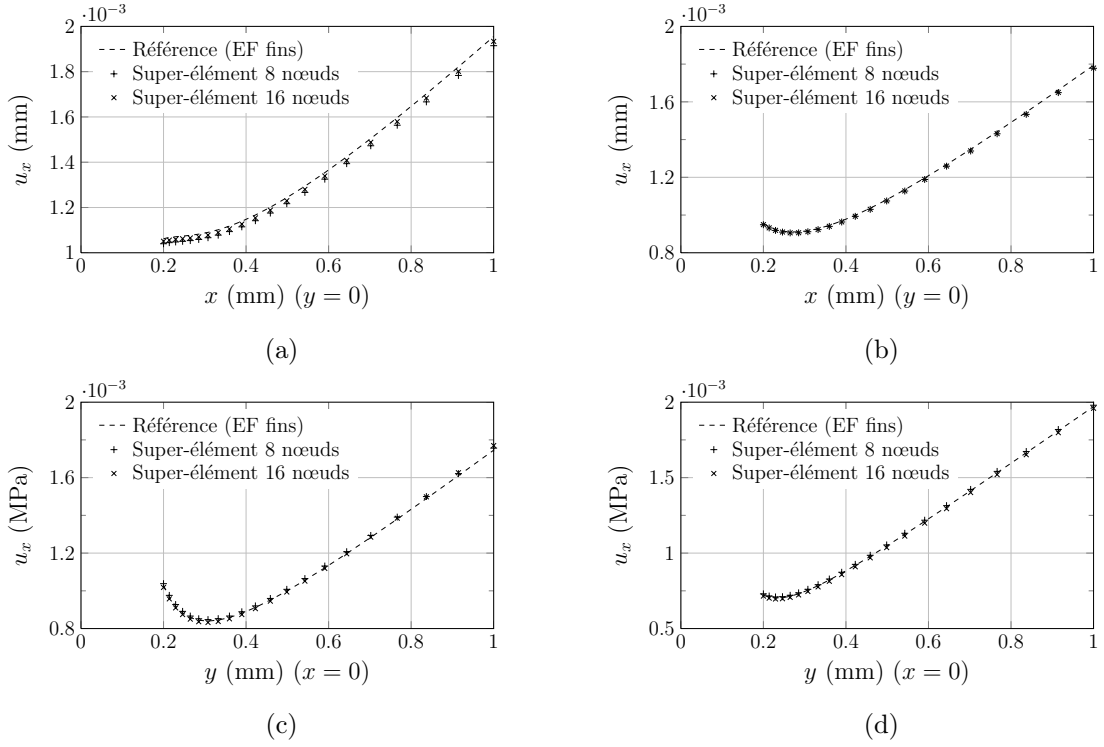 ·10⁻³
2
1.8
1.6
1.4
1.2
1
0 0.2 0.4 0.6 0.8 1
u_x (mm)
x (mm) (y = 0)
Référence (EF fins)
Super-élément 8 nœuds
Super-élément 16 nœuds
(a)
·10⁻³
2
1.6
1.2
0.8
0 0.2 0.4 0.6 0.8 1
u_x (mm)
x (mm) (y = 0)
Référence (EF fins)
Super-élément 8 nœuds
Super-élément 16 nœuds
(b)
·10⁻³
2
1.6
1.2
0.8
0 0.2 0.4 0.6 0.8 1
u_x (MPa)
y (mm) (x = 0)
Référence (EF fins)
Super-élément 8 nœuds
Super-élément 16 nœuds
(c)
·10⁻³
2
1.5
1
0.5
0 0.2 0.4 0.6 0.8 1
u_x (MPa)
y (mm) (x = 0)
Référence (EF fins)
Super-élément 8 nœuds
Super-élément 16 nœuds
(d)